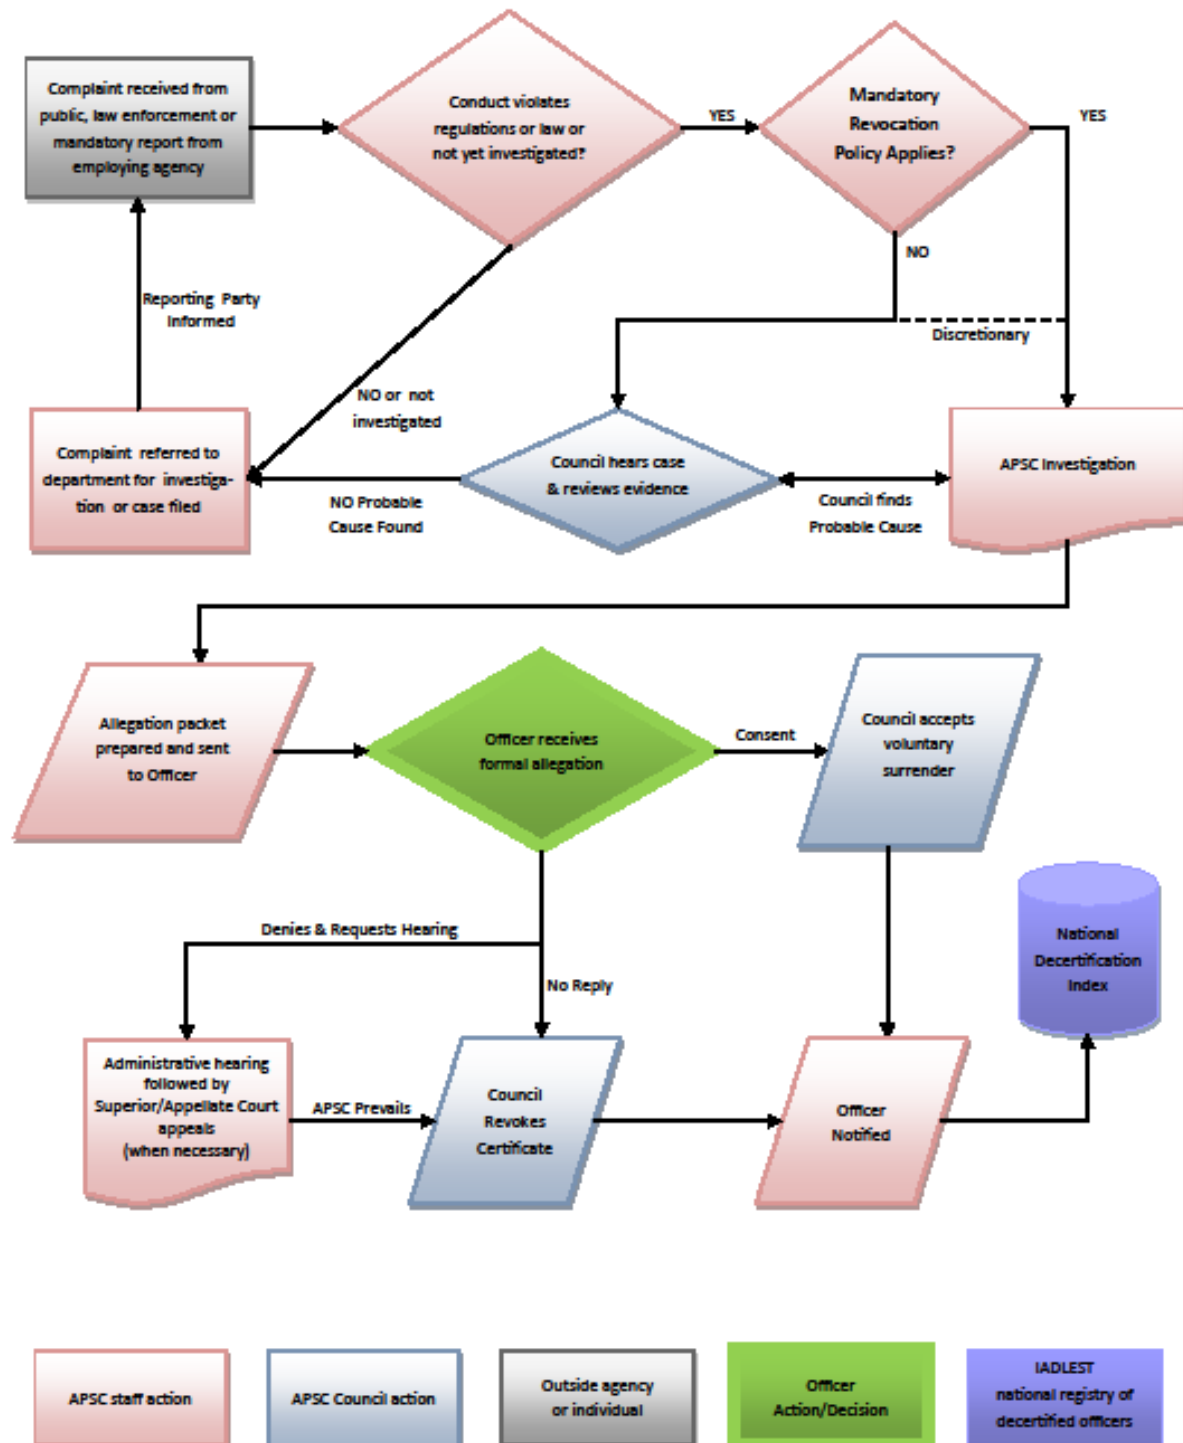 Complaint received from
public, law enforcement or
mandatory report from
employing agency
Conduct violates
regulations or law or
not yet investigated?
YES
Mandatory
Revocation
Policy Applies?
YES
NO
Discretionary
Reporting Party
Informed
NO or not
investigated
Complaint referred to
department for investiga-
tion or case filed
NO Probable
Cause Found
Council hears case
& reviews evidence
Council finds
Probable Cause
APSC Investigation
Allegation packet
prepared and sent
to Officer
Officer receives
formal allegation
Consent
Council accepts
voluntary
surrender
Denies & Requests Hearing
No Reply
National
Decertification
Index
Administrative hearing
followed by
Superior/Appellate Court
appeals
(when necessary)
APSC Prevails
Council
Revokes
Certificate
Officer
Notified
APSC staff action
APSC Council action
Outside agency
or individual
Officer
Action/Decision
IADLEST
national registry of
decertified officers